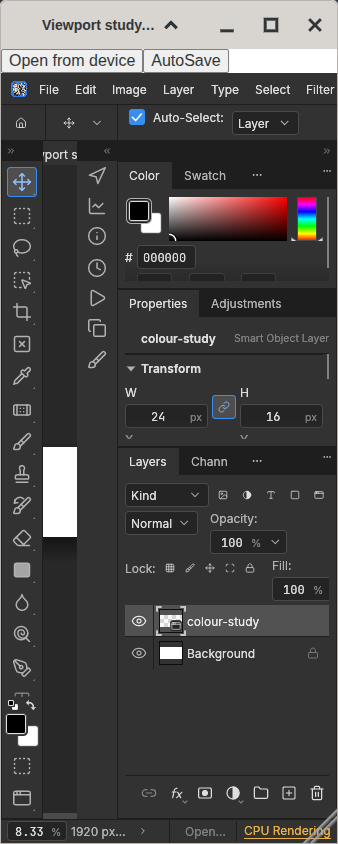 Viewport study...
Open from device AutoSave
File Edit Image Layer Type Select Filter
Auto-Select: Layer
port s
Color Swatch ...
# 000000
Properties Adjustments
colour-study Smart Object Layer
Transform
W H
24 px 16 px
Layers Chann ...
Kind
Normal Opacity:
100 %
Lock: Fill:
100 %
colour-study
Background
8.33 % 1920 px... Open... CPU Rendering